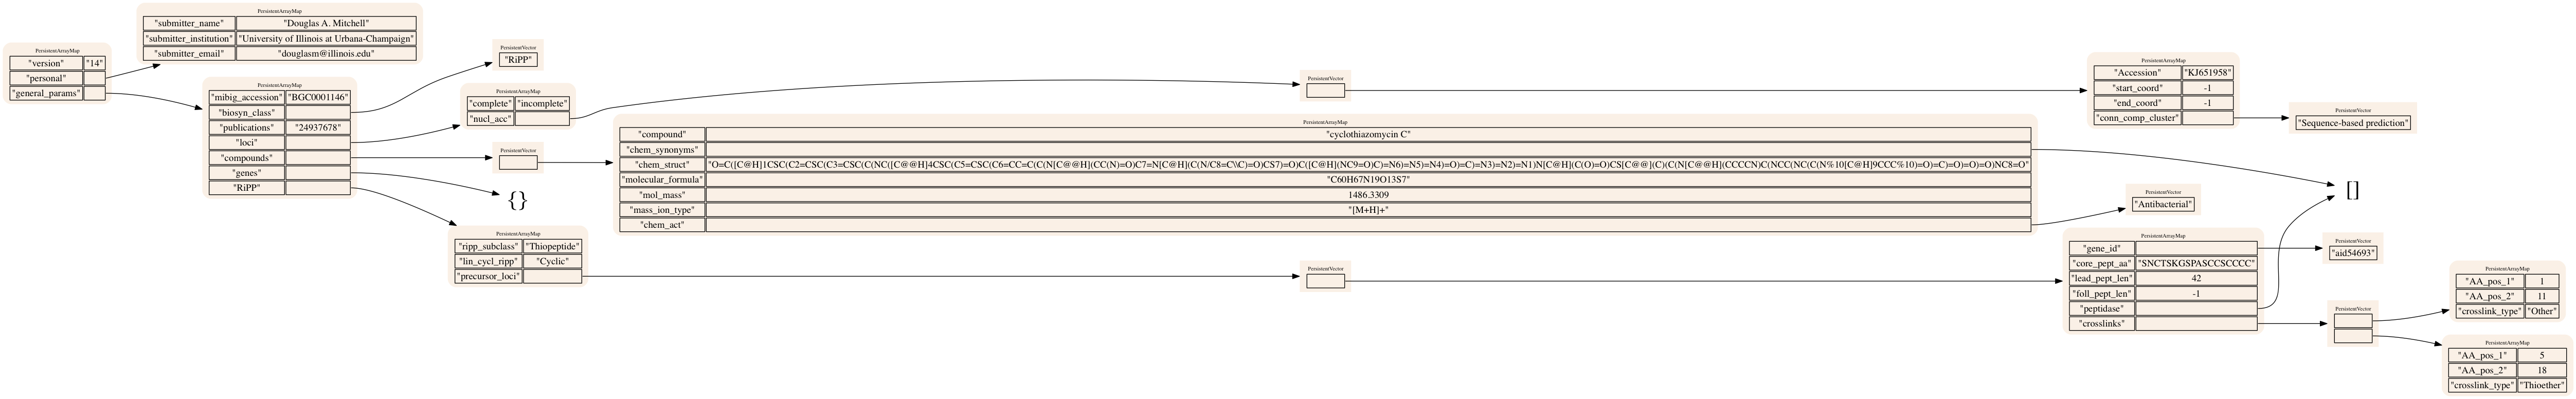 PersistentArrayMap
"version" "14"
"personal"
"general_params"
PersistentArrayMap
"submitter_name" "Douglas A. Mitchell"
"submitter_institution" "University of Illinois at Urbana-Champaign"
"submitter_email" "douglasm@illinois.edu"
PersistentArrayMap
"mibig_accession" "BGC0001146"
"biosyn_class"
"publications" "24937678"
"loci"
"compounds"
"genes"
"RiPP"
PersistentVector
"RiPP"
PersistentArrayMap
"complete" "incomplete"
"nucl_acc"
PersistentVector
{}
PersistentArrayMap
"ripp_subclass" "Thiopeptide"
"lin_cycl_ripp" "Cyclic"
"precursor_loci"
PersistentVector
PersistentArrayMap
"compound" "cyclothiazomycin C"
"chem_synonyms"
"chem_struct" "O=C([C@H]1CSC(C2=CSC(C3=CSC(C(NC([C@@H]4CSC(C5=CSC(C6=CC=C(C(N[C@@H](CC(N)=O)C7=N[C@H](C(N/C8=C\\C)=O)CS7)=O)C([C@H](NC9=O)C)=N6)=N5)=N4)=O)=C)=N3)=N2)=N1)N[C@H](C(O)=O)CS[C@@](C)(C(N[C@@H](CCCCN)C(NCC(NC(C(N%10[C@H]9CCC%10)=O)=C)=O)=O)=O)NC8=O"
"molecular_formula" "C60H67N19O13S7"
"mol_mass" 1486.3309
"mass_ion_type" "[M+H]+"
"chem_act"
PersistentVector
PersistentArrayMap
"Accession" "KJ651958"
"start_coord" -1
"end_coord" -1
"conn_comp_cluster"
PersistentVector
"Sequence-based prediction"
PersistentVector
"Antibacterial"
[]
PersistentArrayMap
"gene_id"
"core_pept_aa" "SNCTSKGSPASCCSCCCC"
"lead_pept_len" 42
"foll_pept_len" -1
"peptidase"
"crosslinks"
PersistentVector
"aid54693"
PersistentVector
PersistentArrayMap
"AA_pos_1" 1
"AA_pos_2" 11
"crosslink_type" "Other"
PersistentArrayMap
"AA_pos_1" 5
"AA_pos_2" 18
"crosslink_type" "Thioether"